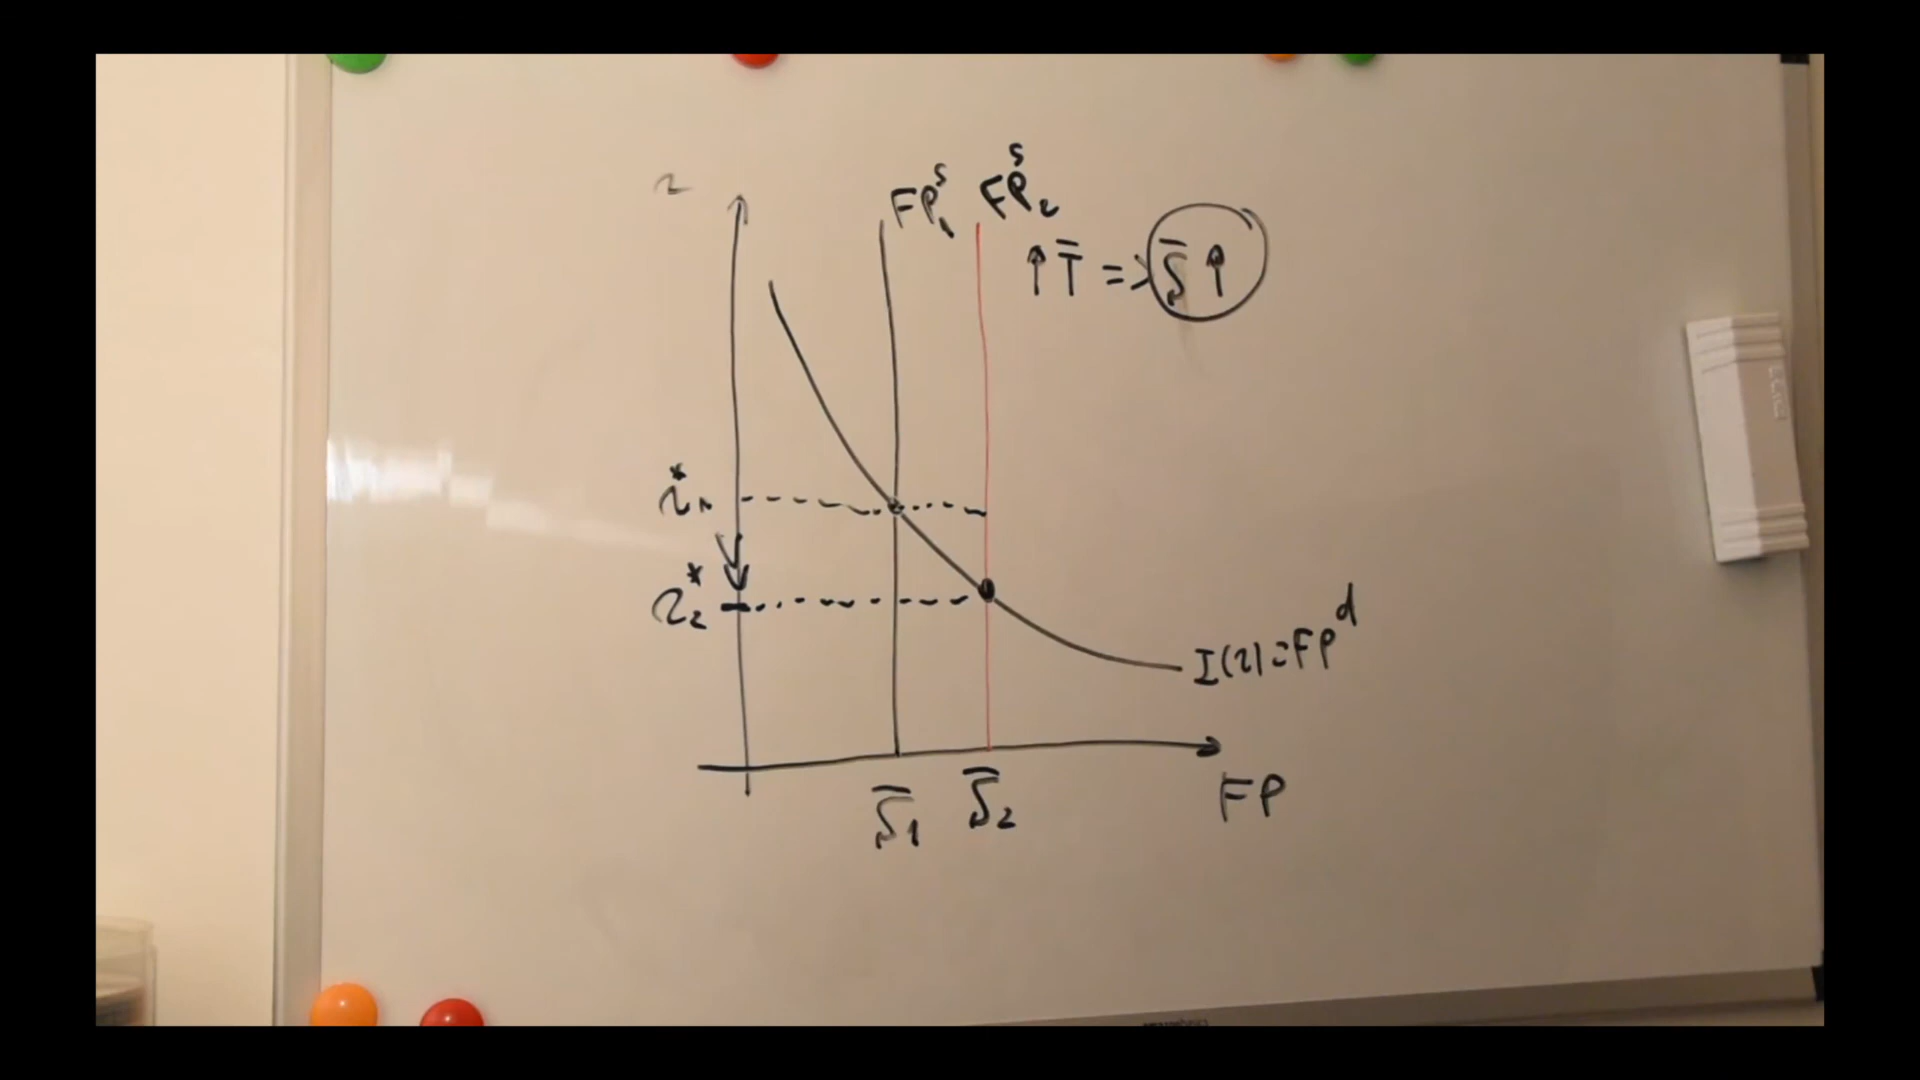 r
FP₁ˢ FP₂ˢ
↑T̄ => S̄↑
r₁*
r₂*
I(r)=FPᵈ
S̄₁ S̄₂
FP